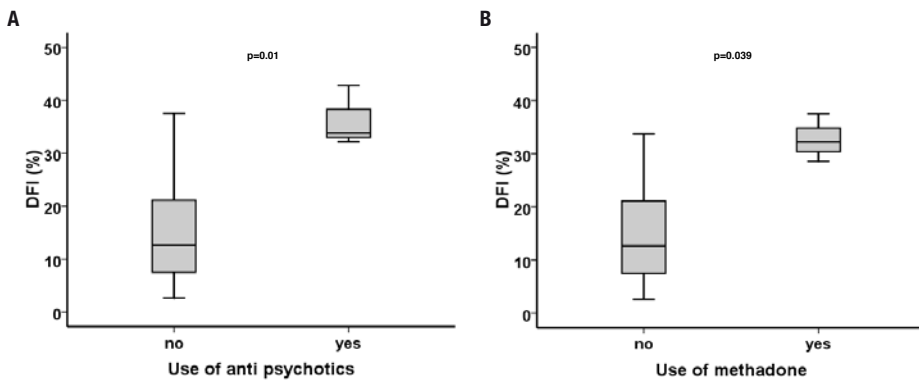 A
p=0.01
DFI (%)
50
40
30
20
10
0
no yes
Use of anti psychotics
B
p=0.039
DFI (%)
50
40
30
20
10
0
no yes
Use of methadone